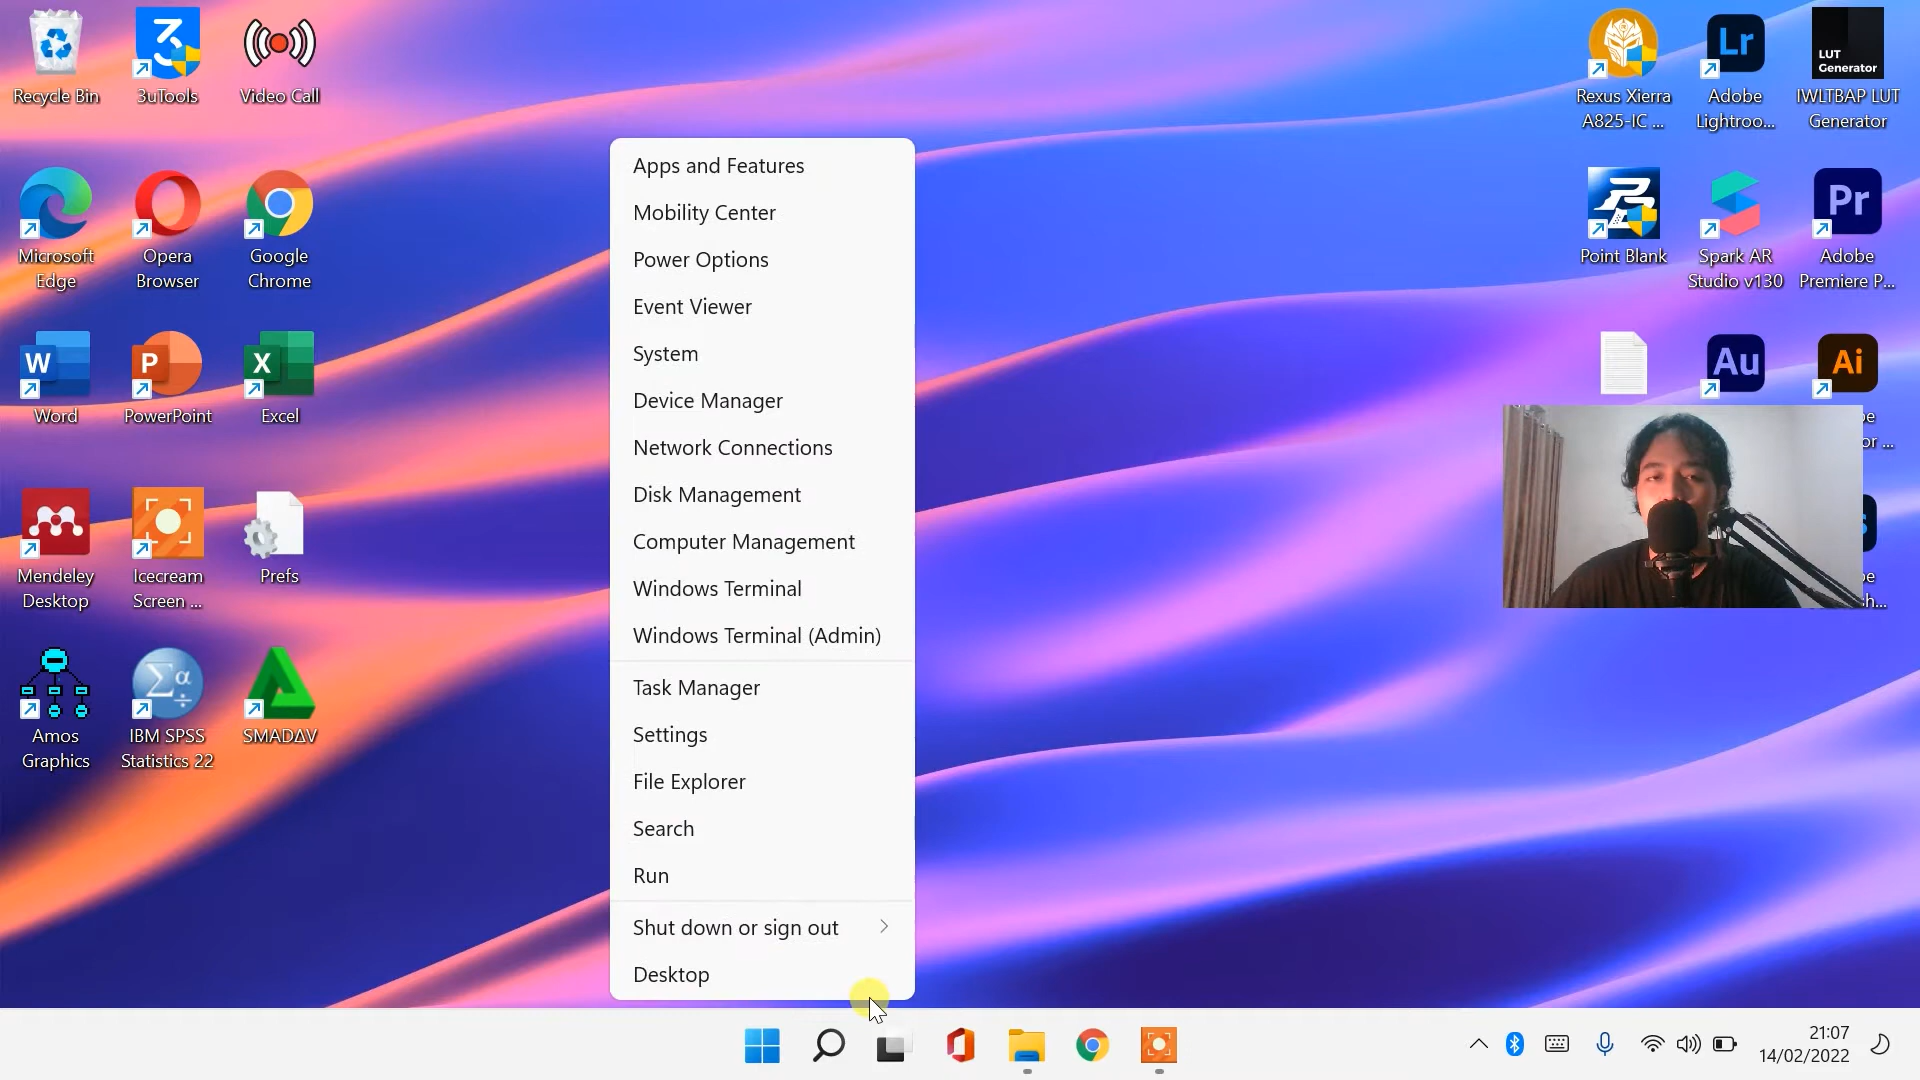 Recycle Bin
3uTools
Video Call
Microsoft
Edge
Opera
Browser
Google
Chrome
W
Word
P
PowerPoint
X
Excel
Mendeley
Desktop
Icecream
Screen ...
Prefs
Amos
Graphics
Σα
IBM SPSS
Statistics 22
SMADΔV
Apps and Features
Mobility Center
Power Options
Event Viewer
System
Device Manager
Network Connections
Disk Management
Computer Management
Windows Terminal
Windows Terminal (Admin)
Task Manager
Settings
File Explorer
Search
Run
Shut down or sign out
Desktop
Rexus Xierra
A825-IC ...
Lr
Adobe
Lightroo...
LUT
Generator
IWLTBAP LUT
Generator
Point Blank
Spark AR
Studio v130
Pr
Adobe
Premiere P...
Au
Ai
21:07
14/02/2022